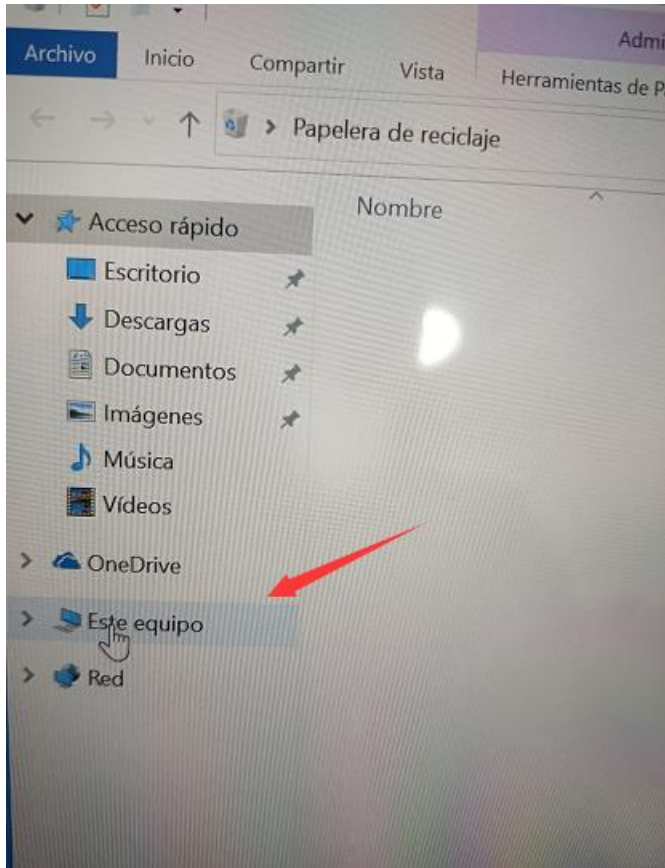 Admi
Archivo Inicio Compartir Vista Herramientas de P
Papelera de reciclaje
Nombre
Acceso rápido
Escritorio
Descargas
Documentos
Imágenes
Música
Vídeos
OneDrive
Este equipo
Red